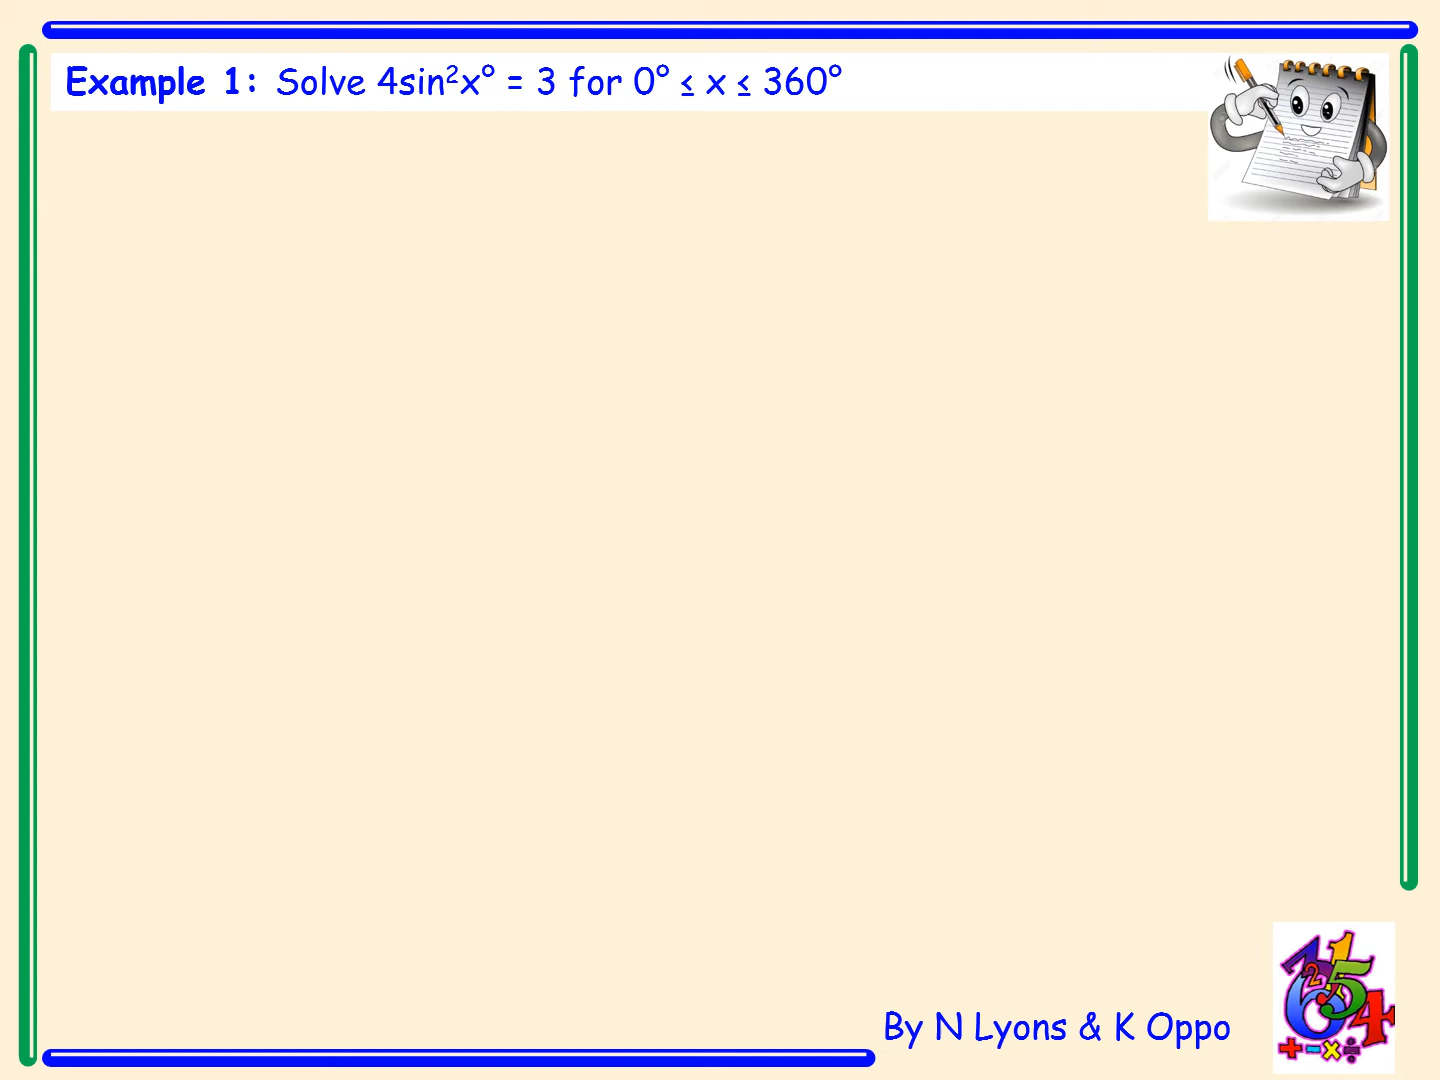 Example 1: Solve 4sin²x° = 3 for 0° ≤ x ≤ 360°
By N Lyons & K Oppo